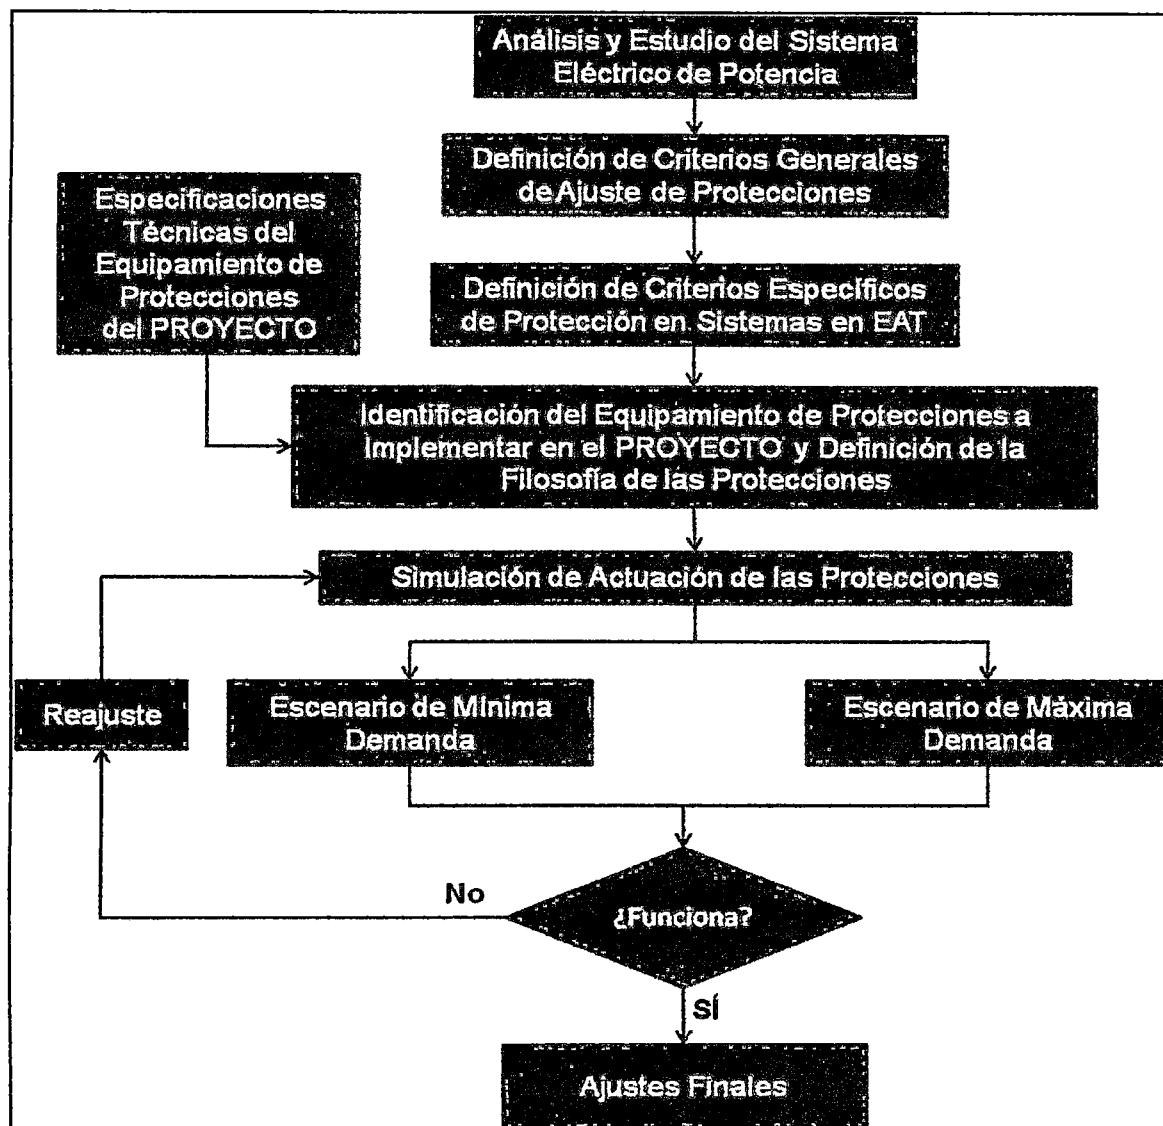 Análisis y Estudio del Sistema
Eléctrico de Potencia
Definición de Criterios Generales
de Ajuste de Protecciones
Especificaciones
Técnicas del
Equipamiento de
Protecciones
del PROYECTO
Definición de Criterios Específicos
de Protección en Sistemas en EAT
Identificación del Equipamiento de Protecciones a
Implementar en el PROYECTO y Definición de la
Filosofía de las Protecciones
Simulación de Actuación de las Protecciones
Reajuste
Escenario de Mínima
Demanda
Escenario de Máxima
Demanda
No
¿Funciona?
SÍ
Ajustes Finales